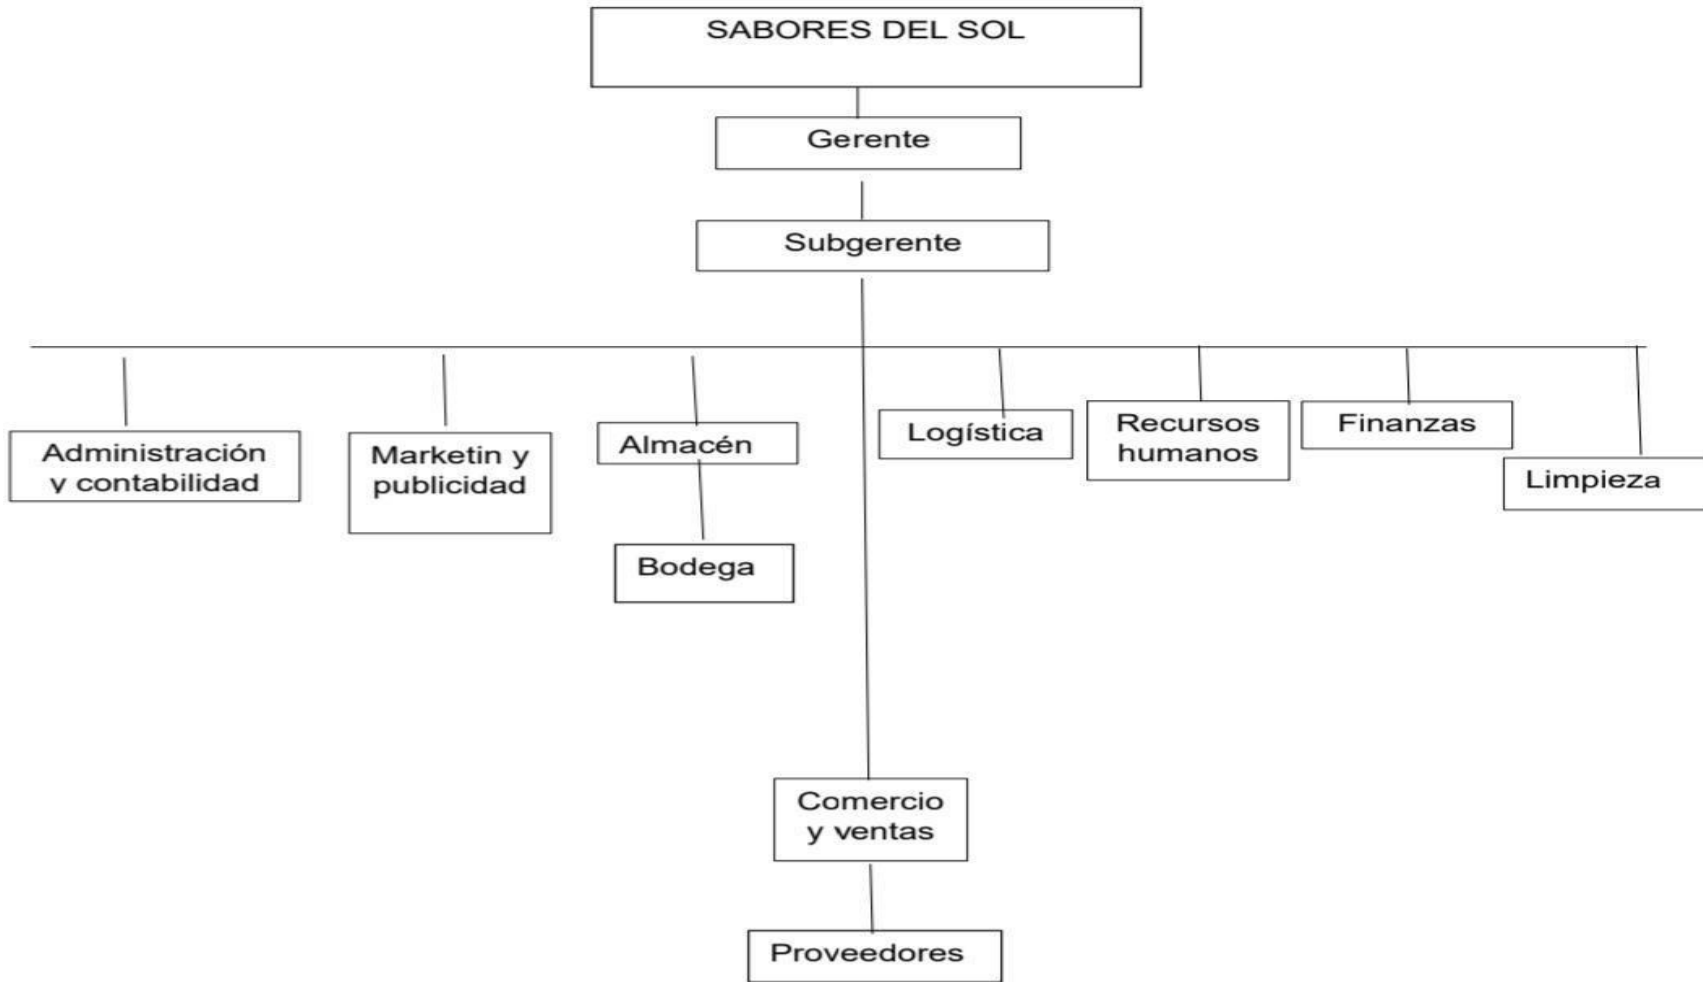 SABORES DEL SOL
Gerente
Subgerente
Administración
y contabilidad
Marketin y
publicidad
Almacén
Bodega
Logística
Recursos
humanos
Finanzas
Limpieza
Comercio
y ventas
Proveedores